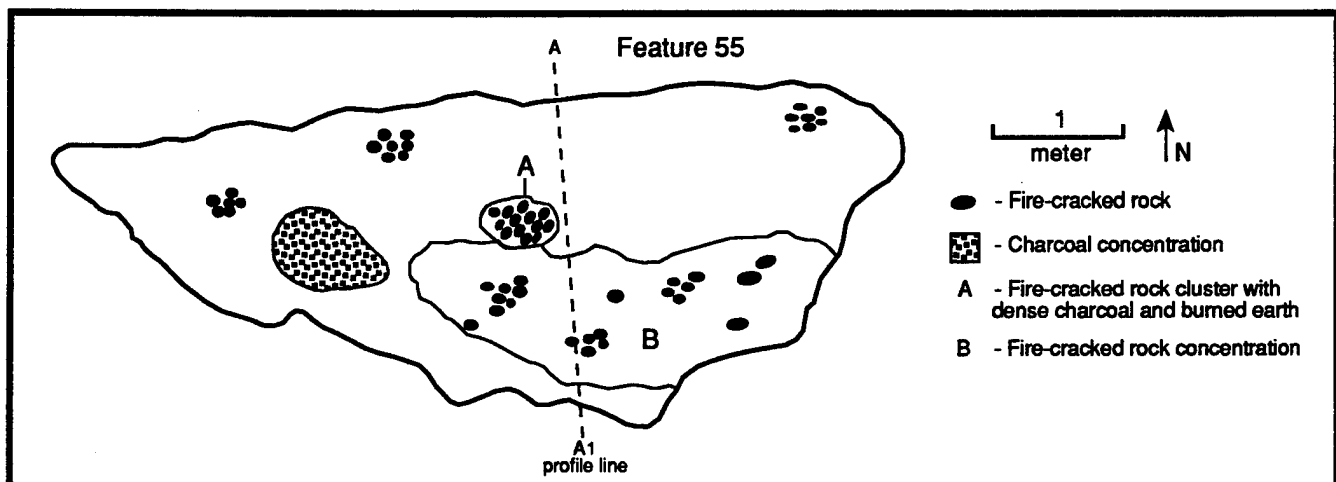 Feature 55
A
A
B
A1
profile line
1
meter
N
- Fire-cracked rock
- Charcoal concentration
A - Fire-cracked rock cluster with
dense charcoal and burned earth
B - Fire-cracked rock concentration